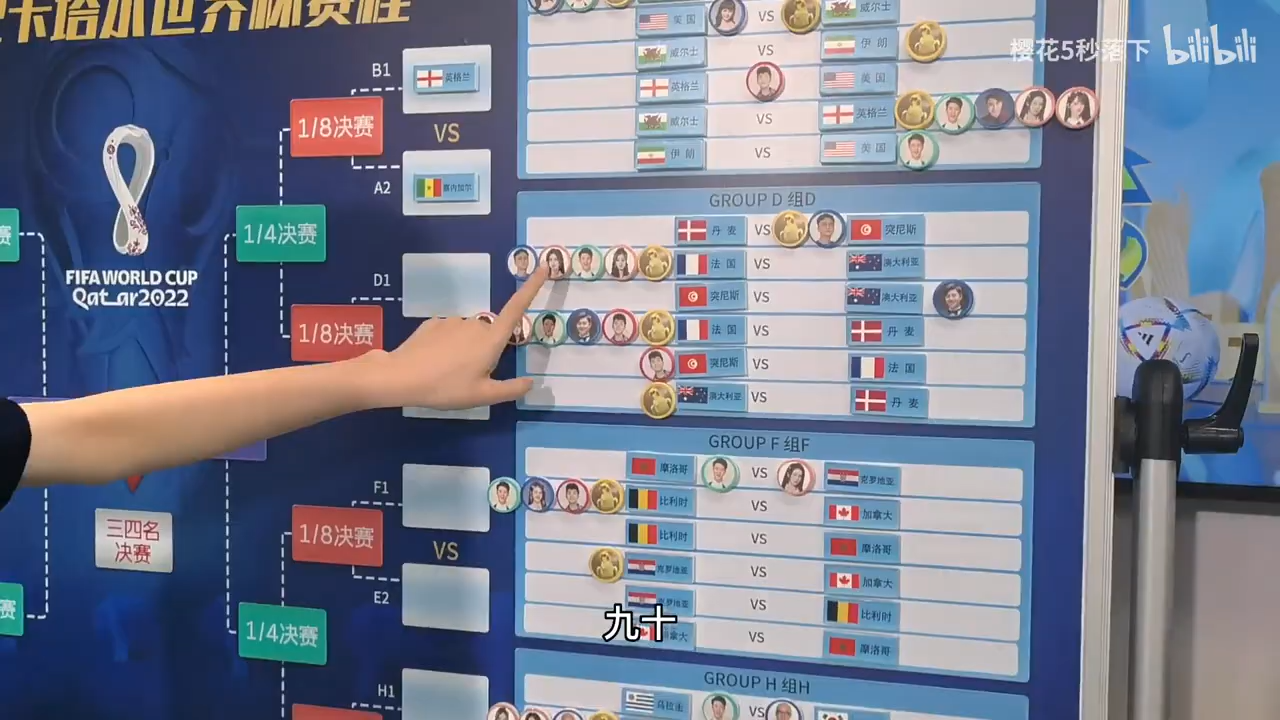 卡塔尔世界杯赛程
樱花5秒落下 bilibili
美国 VS 威尔士
威尔士 VS 伊朗
英格兰 美国
威尔士 VS 英格兰
伊朗 VS 美国
B1
英格兰
1/8决赛
VS
A2
塞内加尔
1/4决赛
赛
FIFA WORLD CUP
Qatar2022
D1
1/8决赛
GROUP D 组D
丹麦 VS 突尼斯
法国 VS 澳大利亚
突尼斯 VS 澳大利亚
法国 VS 丹麦
突尼斯 VS 法国
澳大利亚 VS 丹麦
GROUP F 组F
摩洛哥 VS 克罗地亚
比利时 VS 加拿大
比利时 VS 摩洛哥
克罗地亚 VS 加拿大
克罗地亚 VS 比利时
加拿大 VS 摩洛哥
F1
1/8决赛
VS
E2
三四名
决赛
赛
1/4决赛
九十
H1
GROUP H 组H
乌拉圭 VS